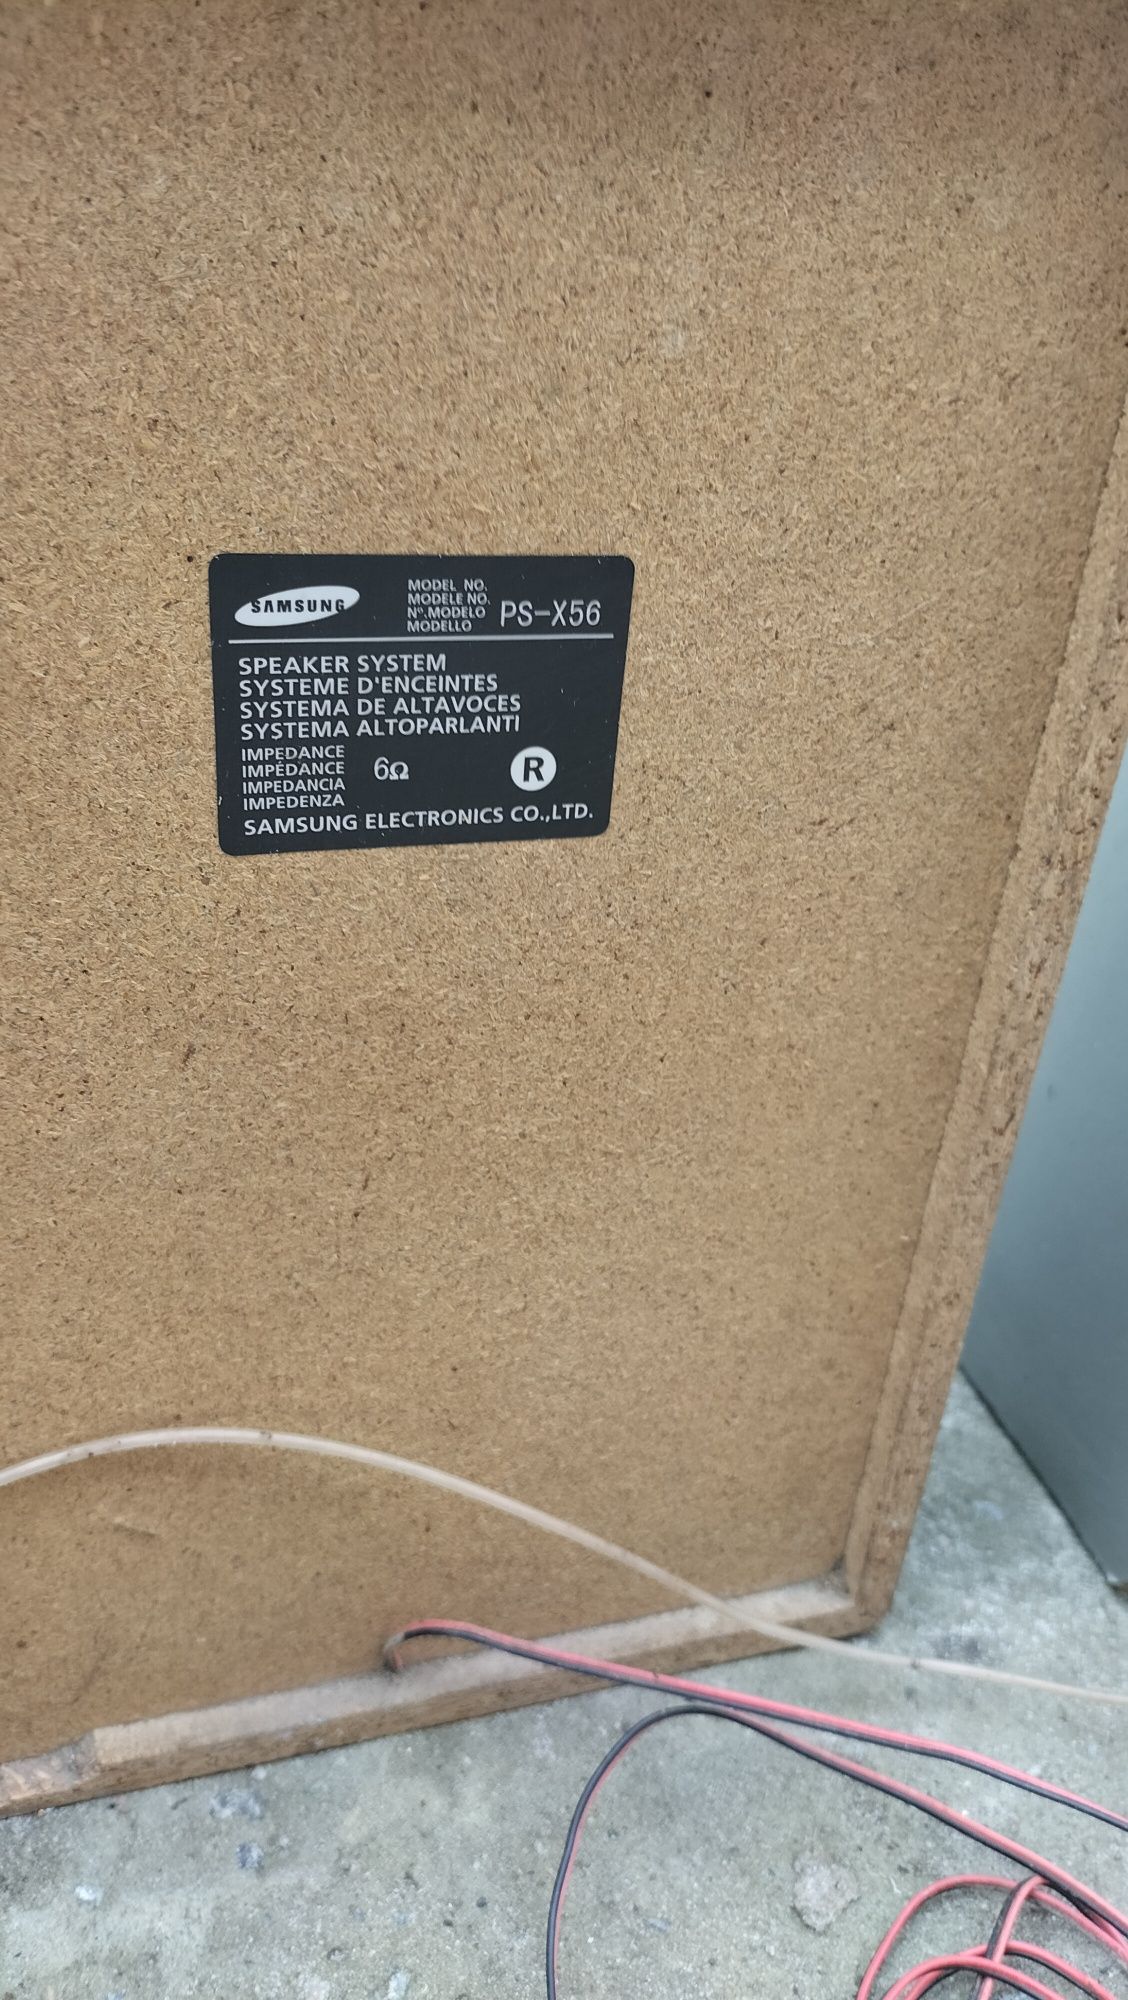 SAMSUNG
MODEL NO.
MODELE NO.
Nº.MODELO
MODELLO
PS-X56
SPEAKER SYSTEM
SYSTEME D'ENCEINTES
SYSTEMA DE ALTAVOCES
SYSTEMA ALTOPARLANTI
IMPEDANCE
IMPÉDANCE
IMPEDANCIA
IMPEDENZA
6Ω
R
SAMSUNG ELECTRONICS CO.,LTD.